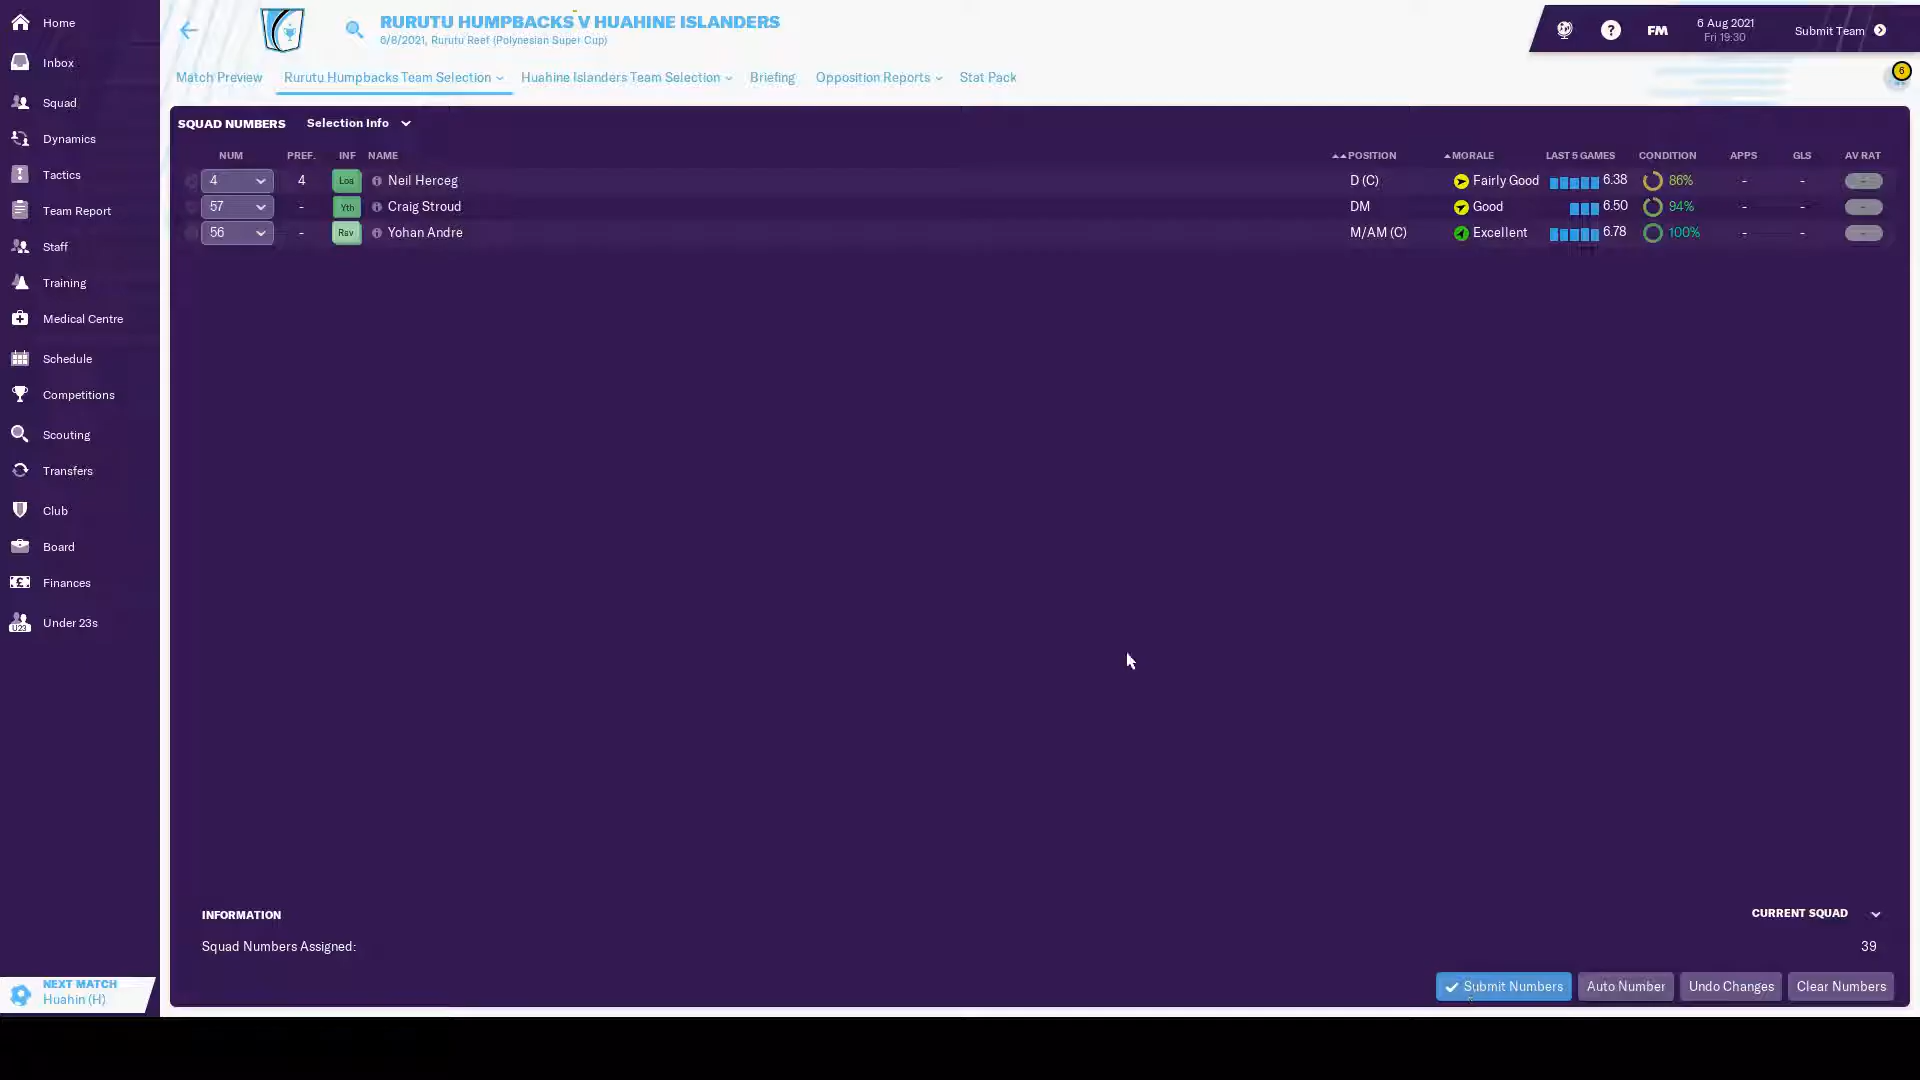 Home
Inbox
Squad
Dynamics
Tactics
Team Report
Staff
Training
Medical Centre
Schedule
Competitions
Scouting
Transfers
Club
Board
Finances
U23 Under 23s
NEXT MATCH
Huahin (H)
RURUTU HUMPBACKS V HUAHINE ISLANDERS
6/8/2021, Rurutu Reef (Polynesian Super Cup)
? FM 6 Aug 2021 Submit Team
Fri 19:30
6
Match Preview Rurutu Humpbacks Team Selection Huahine Islanders Team Selection Briefing Opposition Reports Stat Pack
SQUAD NUMBERS Selection Info
NUM PREF. INF NAME POSITION MORALE LAST 5 GAMES CONDITION APPS GLS AV RAT
4 4 Loa Neil Herceg D (C) Fairly Good 6.38 86% - - -
57 - Yth Craig Stroud DM Good 6.50 94% - - -
56 - Rsv Yohan Andre M/AM (C) Excellent 6.78 100% - - -
INFORMATION CURRENT SQUAD
Squad Numbers Assigned: 39
Submit Numbers Auto Number Undo Changes Clear Numbers